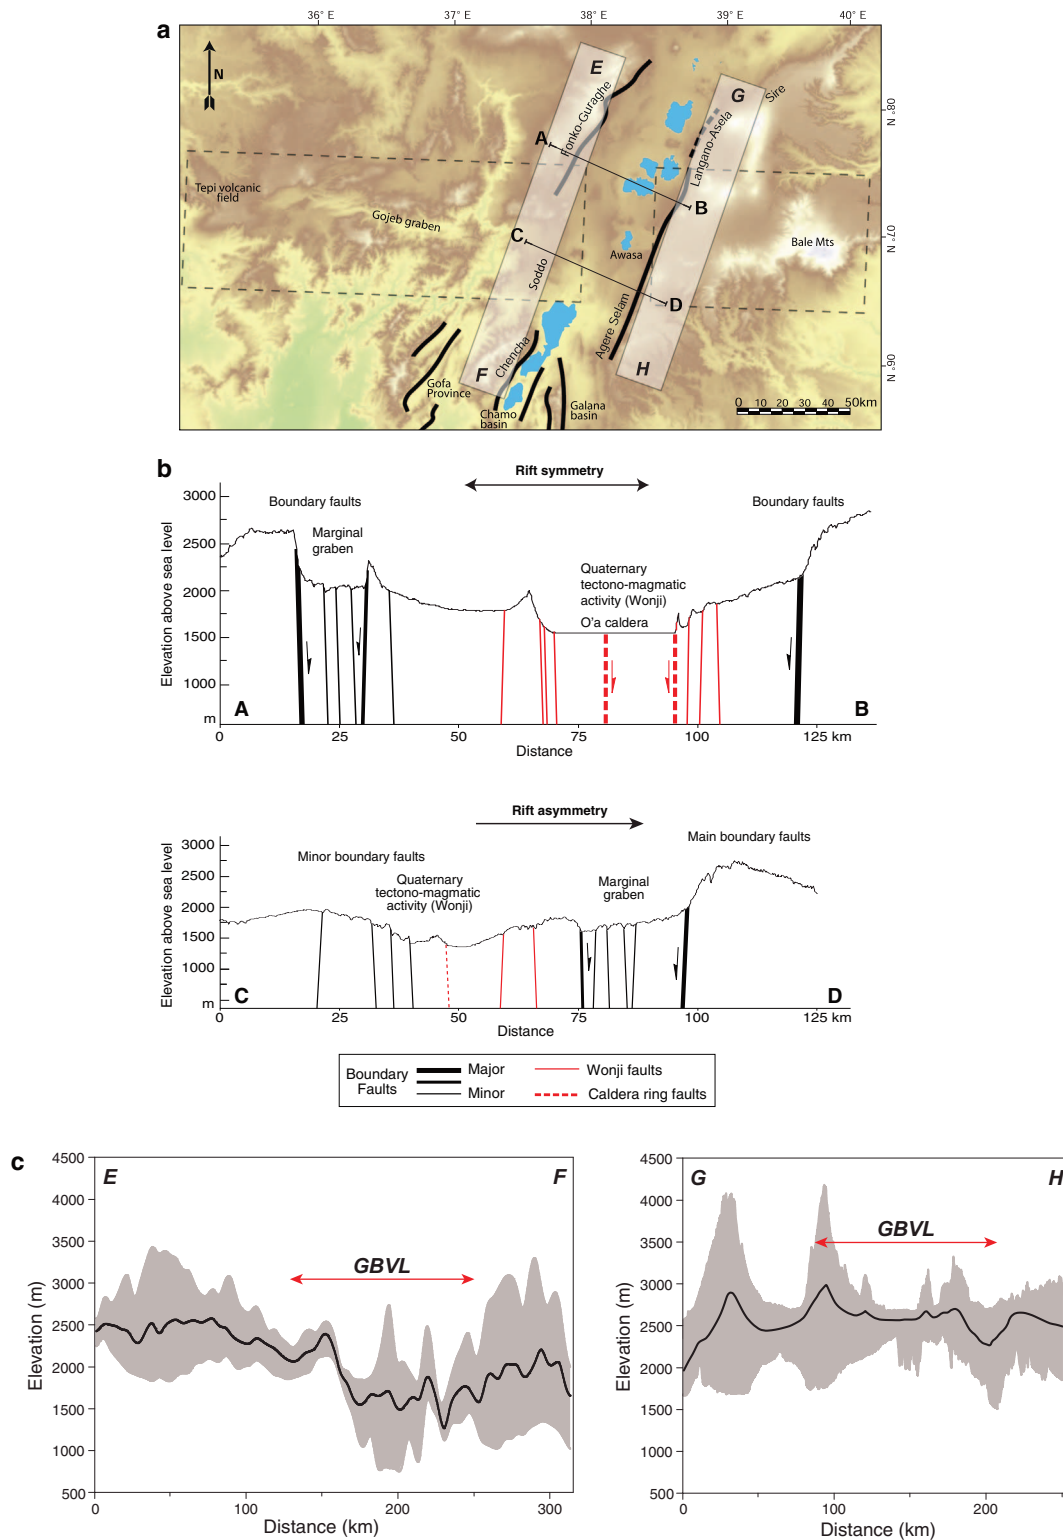 a
36° E 37° E 38° E 39° E 40° E
N
E
G
Sire
Fonko-Guraghe
Langano-Asela
08° N
A
B
Tepi volcanic
field
Gojeb graben
C
Awasa
Bale Mts
07° N
Soddo
D
Agere Selam
Chencha
F
H
Gofa
Province
Chamo
basin
Galana
basin
06° N
0 10 20 30 40 50km
b
Rift symmetry
Boundary faults
Boundary faults
Marginal
graben
Quaternary
tectono-magmatic
activity (Wonji)
O'a caldera
Elevation above sea level
3000
2500
2000
1500
1000
m
A
B
0 25 50 75 100 125 km
Distance
Rift asymmetry
Minor boundary faults
Main boundary faults
Quaternary
tectono-magmatic
activity (Wonji)
Marginal
graben
Elevation above sea level
3000
2500
2000
1500
1000
m
C
D
0 25 50 75 100 125 km
Distance
Boundary
Faults
Major
Minor
Wonji faults
Caldera ring faults
c
E
F
GBVL
Elevation (m)
4500
4000
3500
3000
2500
2000
1500
1000
500
0 100 200 300
Distance (km)
G
H
GBVL
Elevation (m)
4500
4000
3500
3000
2500
2000
1500
1000
500
0 100 200
Distance (km)